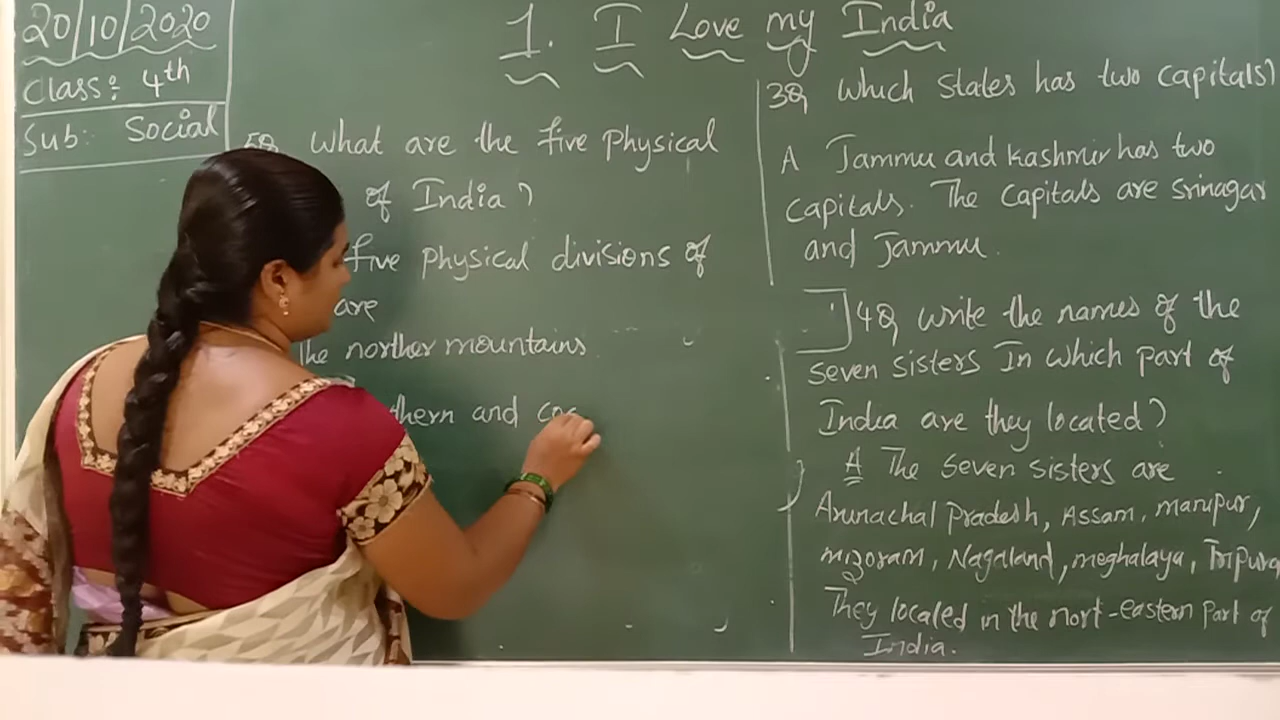 20/10/2020
Class: 4th
Sub: Social
1. I Love my India
5Q What are the five Physical
of India?
five physical divisions of
are
The norther mountains
thern and
3Q Which States has two capitals?
A Jammu and Kashmir has two
capitals. The Capitals are Srinagar
and Jammu.
4Q write the names of the
seven sisters In which part of
India are they located?
A The Seven Sisters are
Arunachal Pradesh, Assam, manipur,
mizoram, Nagaland, meghalaya, Tripura
They located in the nort-eastern part of
India.